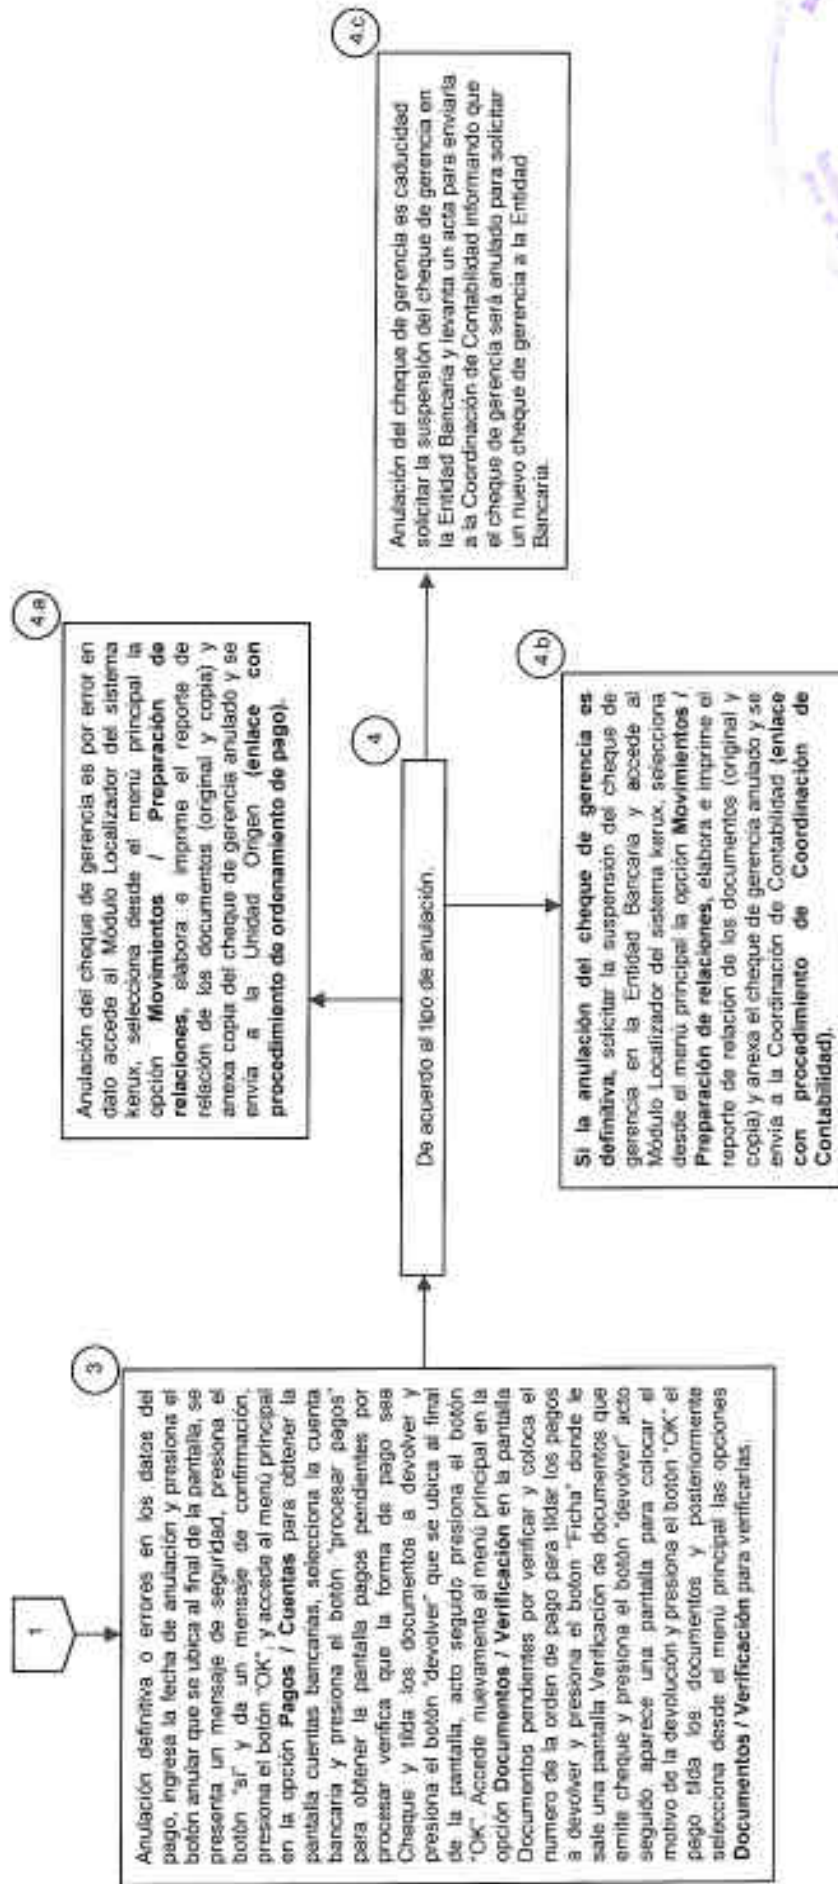 1
3
Anulación definitiva o errores en los datos del
pago, ingresa la fecha de anulación y presiona el
botón anular que se ubica al final de la pantalla, se
presenta un mensaje de seguridad, presiona el
botón "si" y da un mensaje de confirmación,
presiona el botón "OK", y accede al menú principal
en la opción Pagos / Cuentas para obtener la
pantalla cuentas bancarias, selecciona la cuenta
bancaria y presiona el botón "procesar pagos"
para obtener la pantalla pagos pendientes por
procesar verifica que la forma de pago sea
Cheque y tilda los documentos a devolver y
presiona el botón "devolver" que se ubica al final
de la pantalla, acto seguido presiona el botón
"OK". Accede nuevamente al menú principal en la
opción Documentos / Verificación en la pantalla
Documentos pendientes por verificar y coloca el
numero de la orden de pago para tildar los pagos
a devolver y presiona el botón "Ficha" donde le
sale una pantalla Verificación de documentos que
emite cheque y presiona el botón "devolver" acto
seguido aparece una pantalla para colocar el
motivo de la devolución y presiona el botón "OK" el
pago tilda los documentos y posteriormente
selecciona desde el menú principal las opciones
Documentos / Verificación para verificarlas.
4
De acuerdo al tipo de anulación.
4.a
Anulación del cheque de gerencia es por error en
dato accede al Módulo Localizador del sistema
kerux, selecciona desde el menú principal la
opción Movimientos / Preparación de
relaciones, elabora e imprime el reporte de
relación de los documentos (original y copia) y
anexa copia del cheque de gerencia anulado y se
envía a la Unidad Origen (enlace con
procedimiento de ordenamiento de pago).
4.b
Si la anulación del cheque de gerencia es
definitiva, solicitar la suspensión del cheque de
gerencia en la Entidad Bancaria y accede al
Módulo Localizador del sistema kerux, selecciona
desde el menú principal la opción Movimientos /
Preparación de relaciones, elabora e imprime el
reporte de relación de los documentos (original y
copia) y anexa el cheque de gerencia anulado y se
envía a la Coordinación de Contabilidad (enlace
con procedimiento de Coordinación de
Contabilidad).
4.c
Anulación del cheque de gerencia es caducidad
solicitar la suspensión del cheque de gerencia en
la Entidad Bancaria y levanta un acta para enviarla
a la Coordinación de Contabilidad informando que
el cheque de gerencia será anulado para solicitar
un nuevo cheque de gerencia a la Entidad
Bancaria.